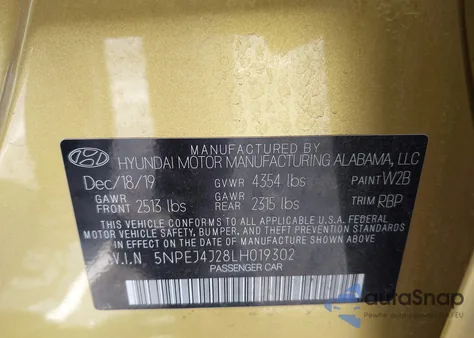 MANUFACTURED BY
HYUNDAI MOTOR MANUFACTURING ALABAMA, LLC
Dec/18/19 GVWR 4354 lbs PAINT W2B
GAWR FRONT 2513 lbs GAWR REAR 2315 lbs TRIM RBP
THIS VEHICLE CONFORMS TO ALL APPLICABLE U.S.A. FEDERAL
MOTOR VEHICLE SAFETY, BUMPER, AND THEFT PREVENTION
STANDARDS IN EFFECT ON THE DATE OF MANUFACTURE SHOWN ABOVE.
V.I.N 5NPEJ4J28LH019302
PASSENGER CAR
autaSnap